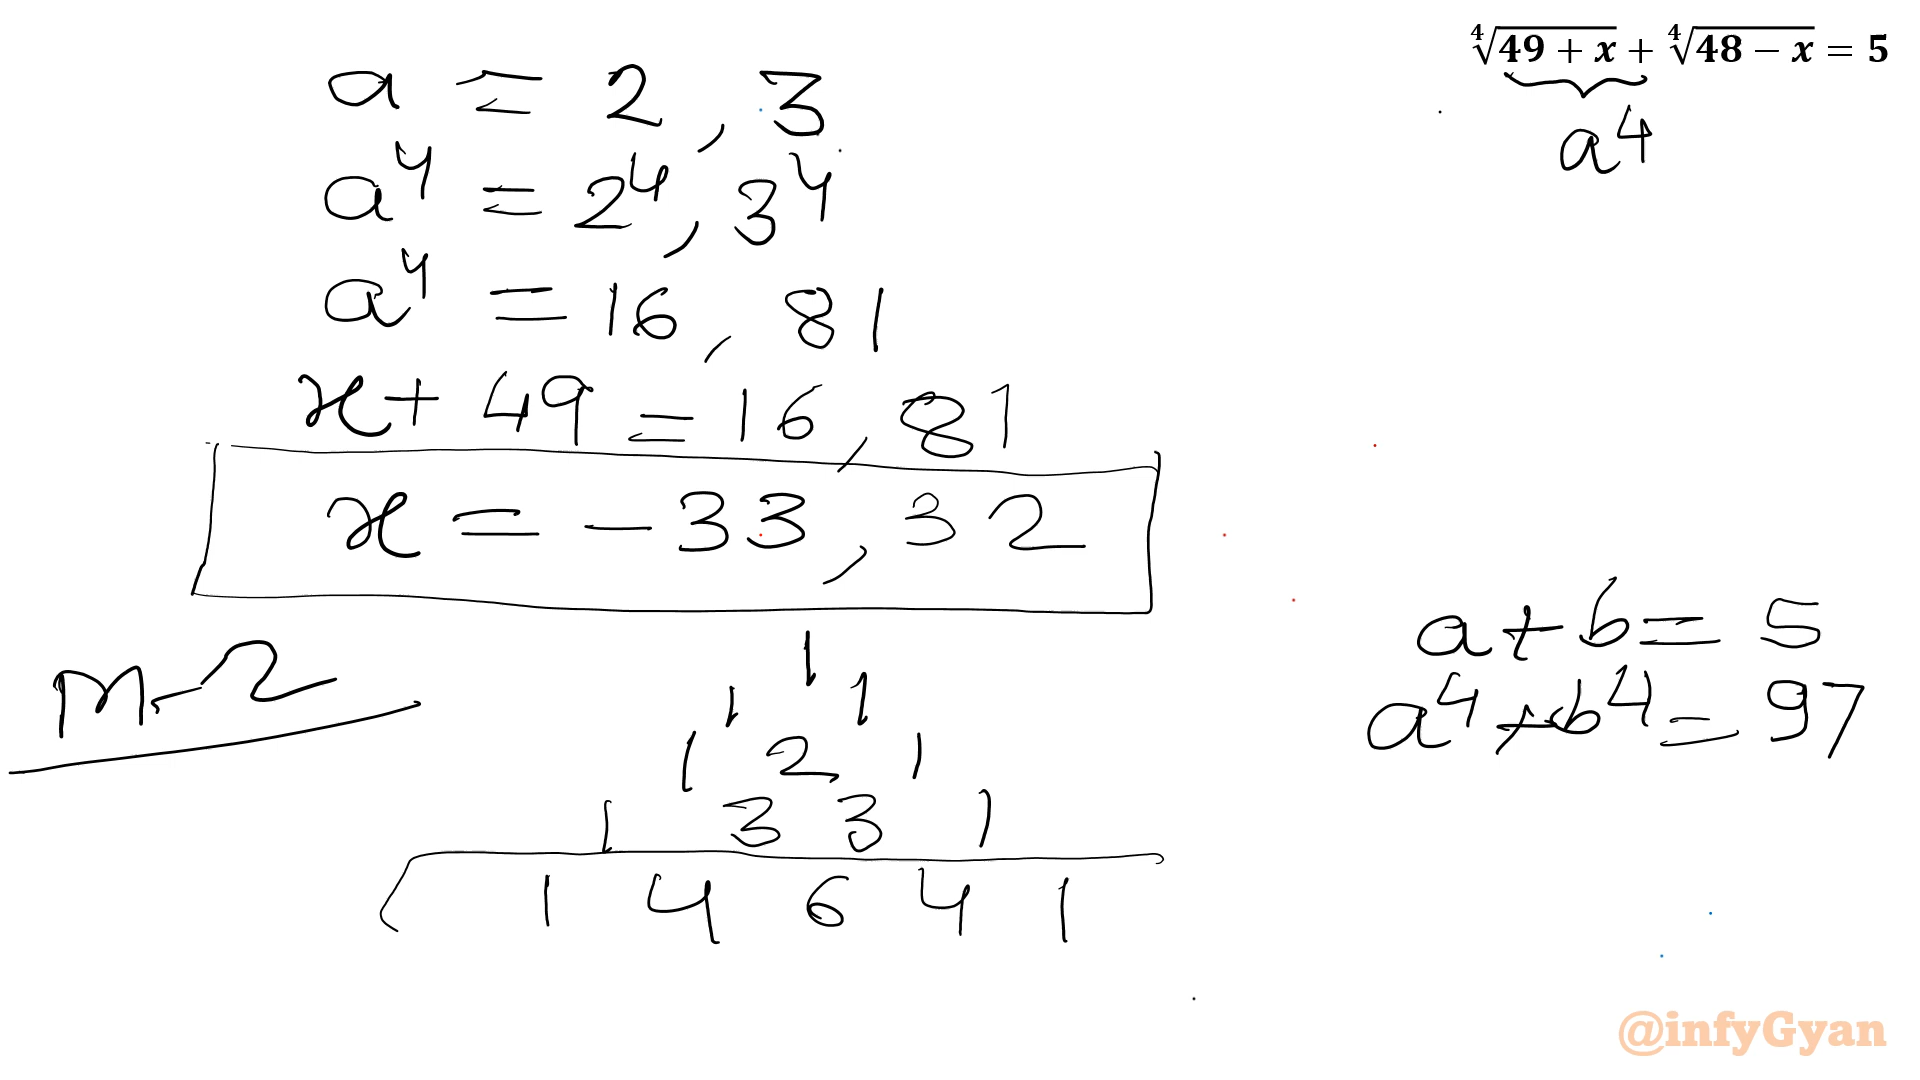 ∜(49 + x) + ∜(48 − x) = 5
a⁴
a = 2, 3
a⁴ = 2⁴, 3⁴
a⁴ = 16, 81
x + 49 = 16, 81
x = -33, 32
M-2
1
1 1
1 2 1
1 3 3 1
1 4 6 4 1
a + b = 5
a⁴ + b⁴ = 97
@infyGyan